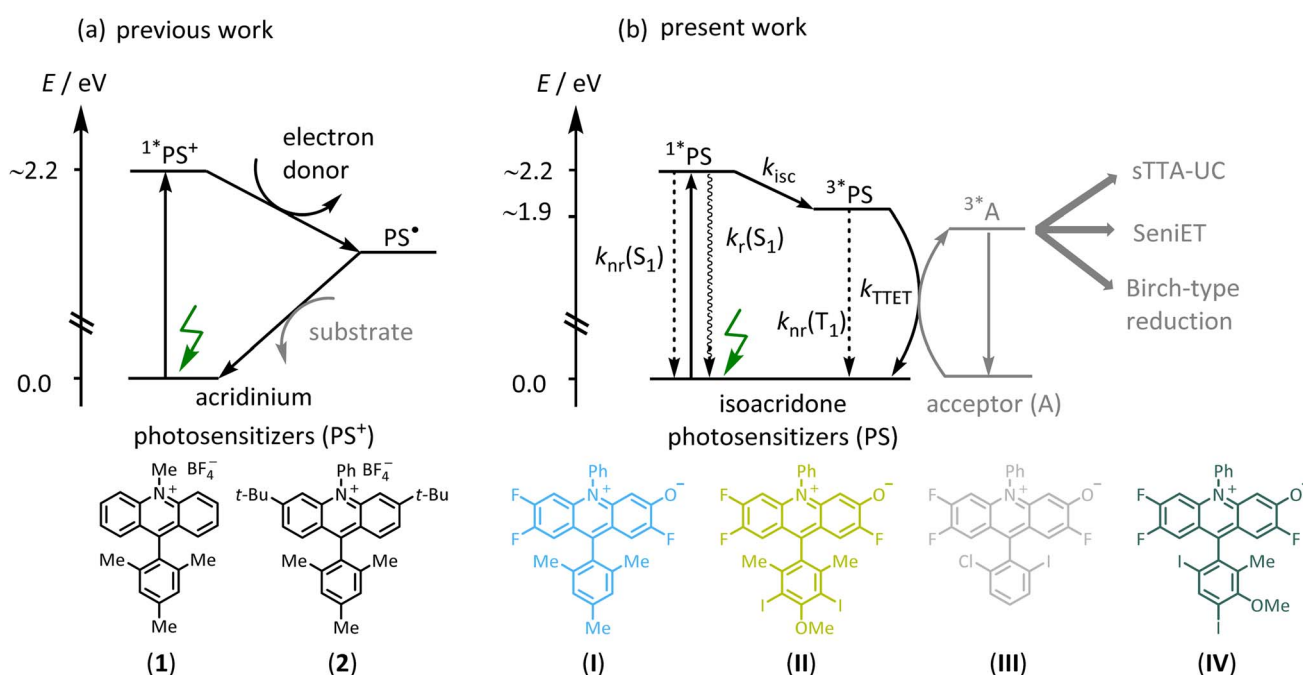 (a) previous work
E / eV
~2.2
0.0
1*PS+
electron
donor
PS•
substrate
acridinium
photosensitizers (PS+)
Me BF4−
N+
Me Me
Me
(1)
Ph BF4−
t-Bu N+ t-Bu
Me Me
Me
(2)
(b) present work
E / eV
~2.2
~1.9
0.0
1*PS
kisc
3*PS
knr(S1)
kr(S1)
knr(T1)
kTTET
3*A
sTTA-UC
SeniET
Birch-type
reduction
isoacridone
photosensitizers (PS)
acceptor (A)
Ph
F N+ O−
F F
Me Me
Me
(I)
Ph
F N+ O−
F F
Me Me
I I
OMe
(II)
Ph
F N+ O−
F F
Cl I
(III)
Ph
F N+ O−
F F
I Me
OMe
I
(IV)